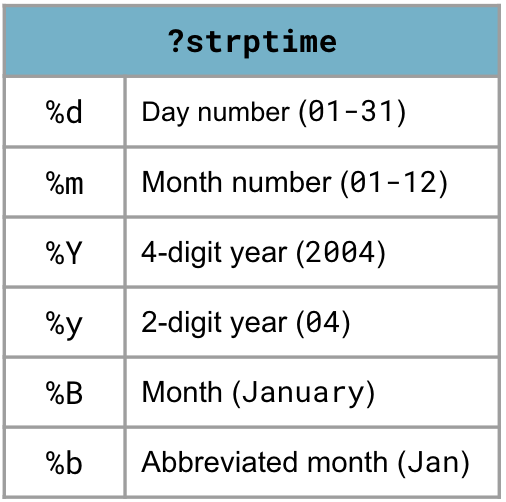 ?strptime
%d Day number (01-31)
%m Month number (01-12)
%Y 4-digit year (2004)
%y 2-digit year (04)
%B Month (January)
%b Abbreviated month (Jan)